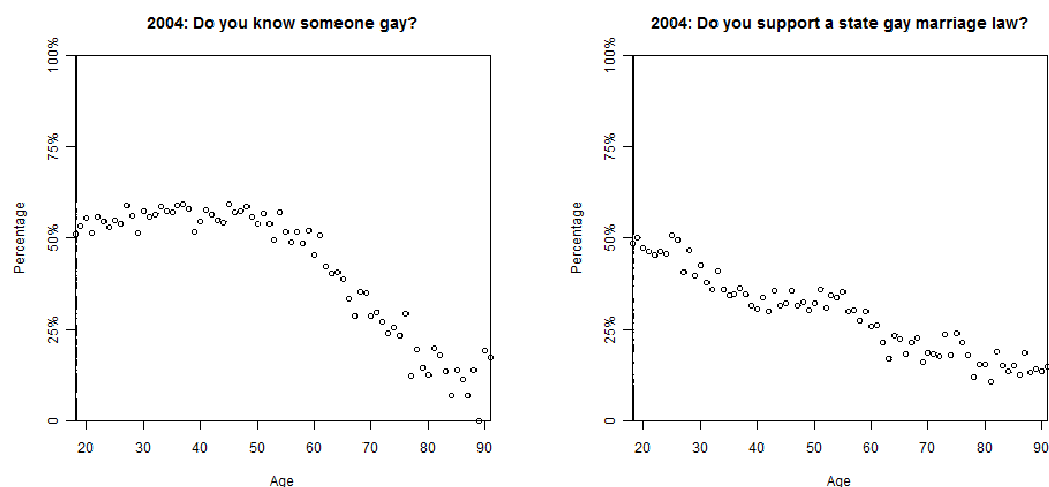 2004: Do you know someone gay?
100%
75%
50%
25%
0
Percentage
20 30 40 50 60 70 80 90
Age
2004: Do you support a state gay marriage law?
100%
75%
50%
25%
0
Percentage
20 30 40 50 60 70 80 90
Age